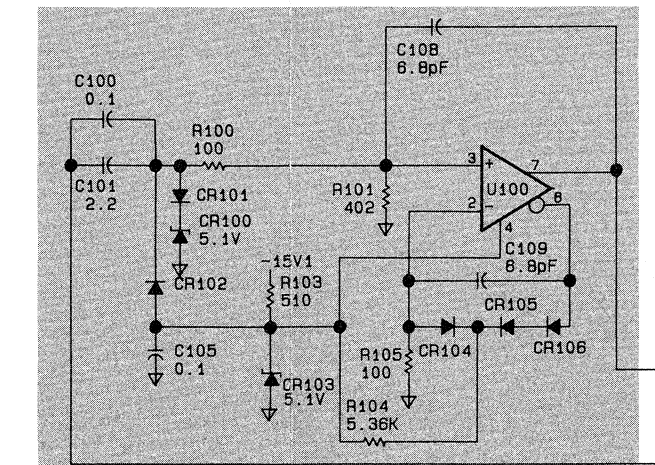 C108
6.8pF
C100
0.1
R100
100
3
+
7
U100
C101
2.2
CR101
R101
402
2
-
8
4
CR100
5.1V
C109
6.8pF
-15V1
CR102
R103
510
CR105
C105
0.1
R105
100
CR104
CR106
CR103
5.1V
R104
5.36K